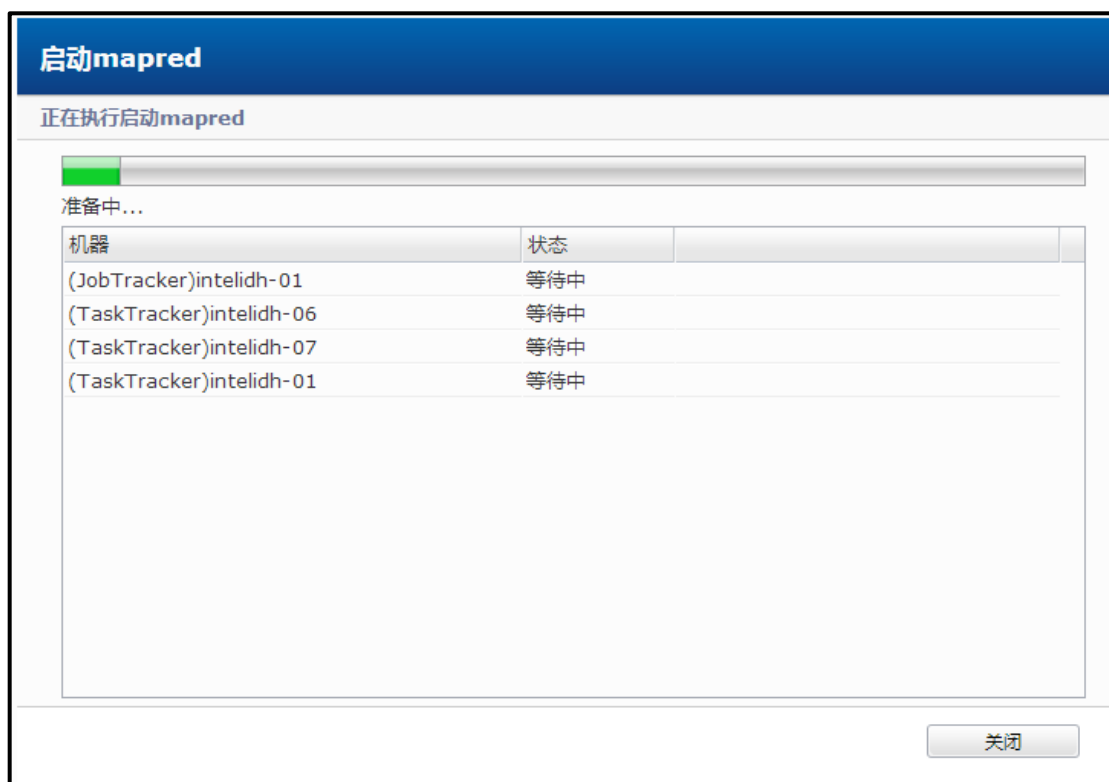 启动mapred
正在执行启动mapred
准备中...
机器 状态
(JobTracker)intelidh-01 等待中
(TaskTracker)intelidh-06 等待中
(TaskTracker)intelidh-07 等待中
(TaskTracker)intelidh-01 等待中
关闭